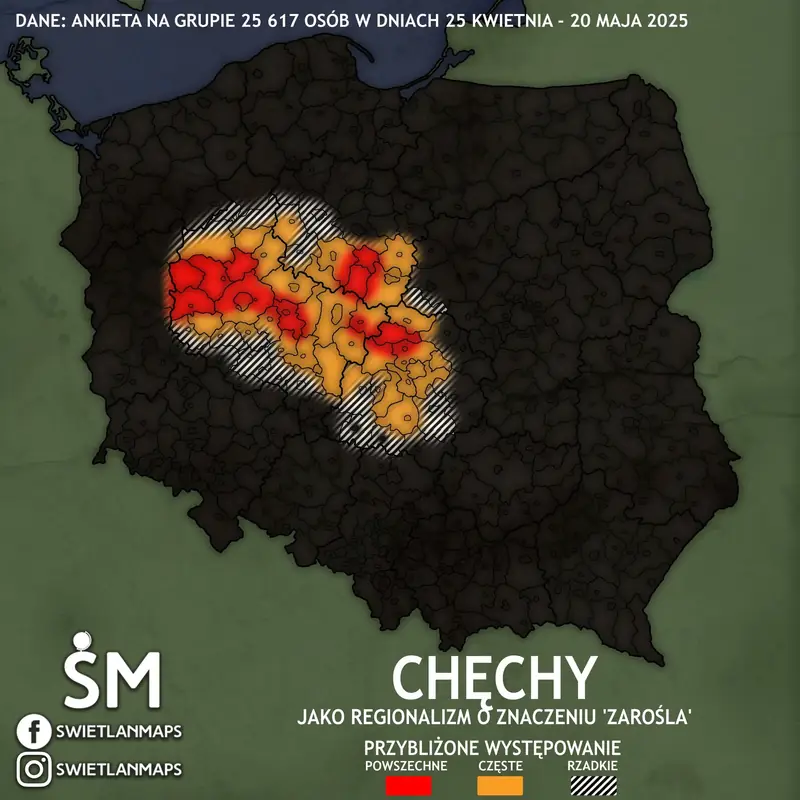 DANE: ANKIETA NA GRUPIE 25 617 OSÓB W DNIACH 25 KWIETNIA - 20 MAJA 2025
ŚM
SWIETLANMAPS
SWIETLANMAPS
CHĘCHY
JAKO REGIONALIZM O ZNACZENIU 'ZAROŚLA'
PRZYBLIŻONE WYSTĘPOWANIE
POWSZECHNE CZĘSTE RZADKIE